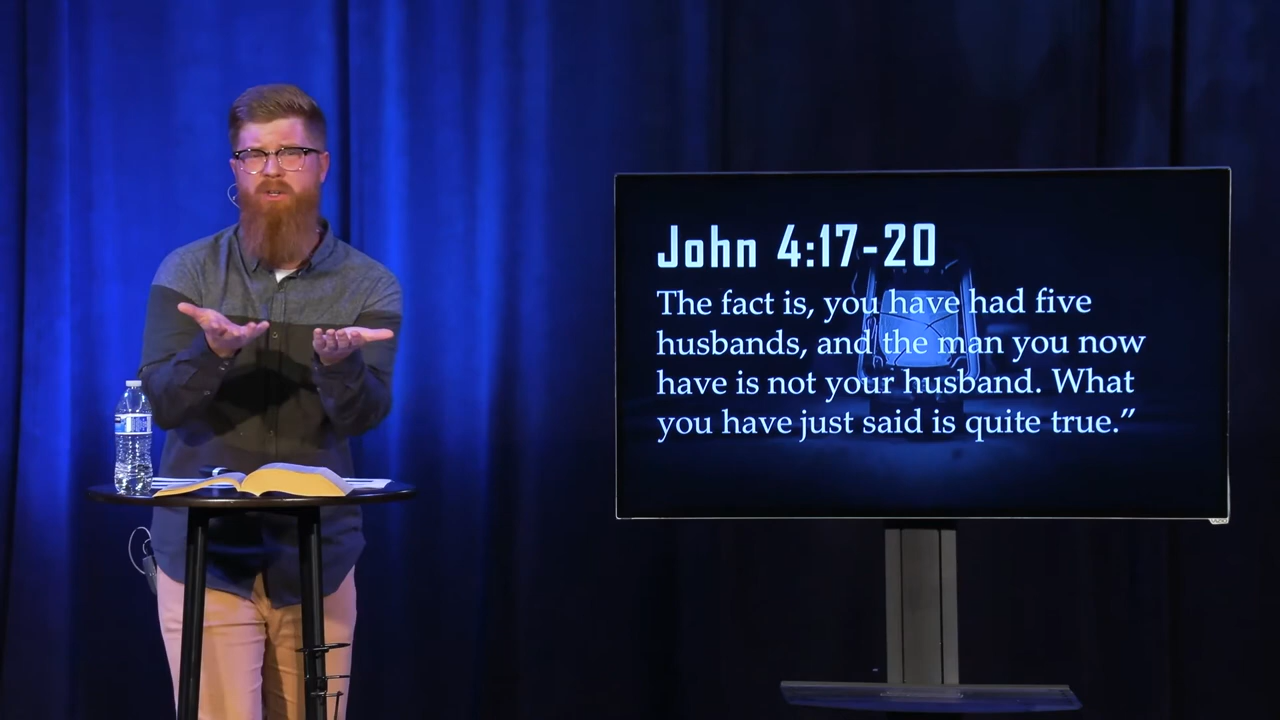 John 4:17-20
The fact is, you have had five
husbands, and the man you now
have is not your husband. What
you have just said is quite true.”